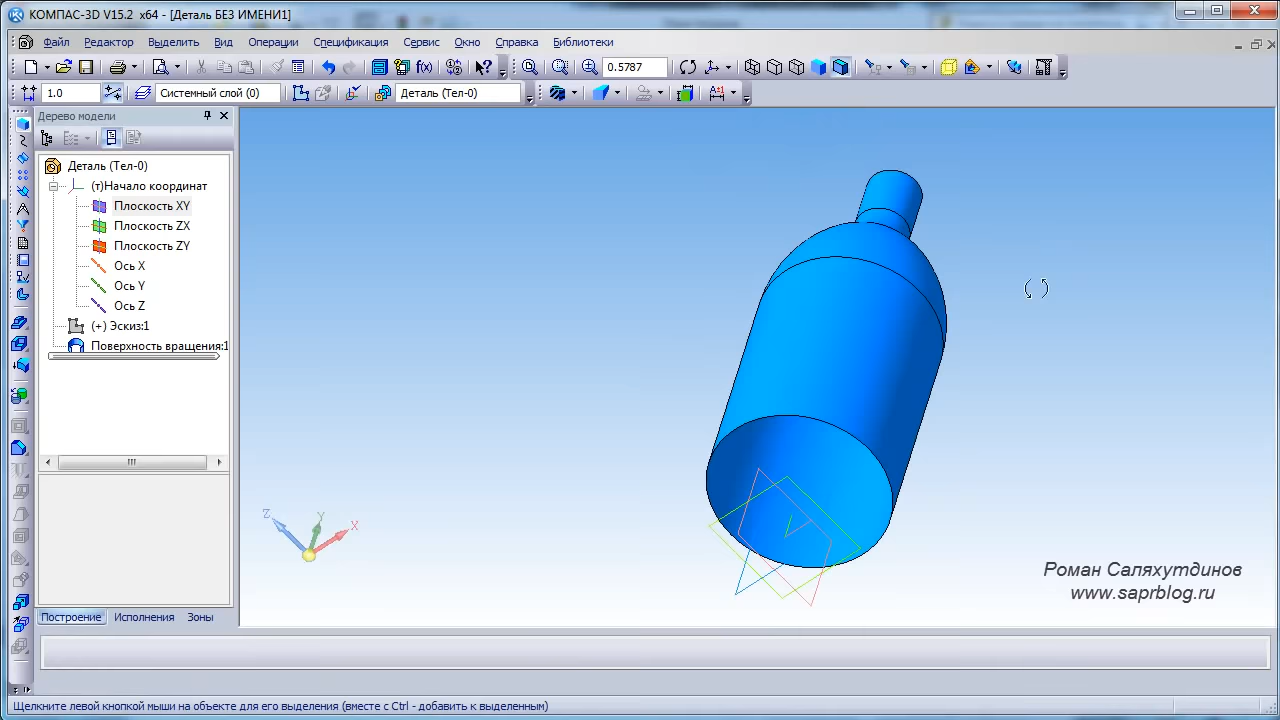 КОМПАС-3D V15.2 x64 - [Деталь БЕЗ ИМЕНИ1]
Файл Редактор Выделить Вид Операции Спецификация Сервис Окно Справка Библиотеки
f(x) 0.5787
1.0 Системный слой (0) Деталь (Тел-0)
Дерево модели
Деталь (Тел-0)
(т)Начало координат
Плоскость XY
Плоскость ZX
Плоскость ZY
Ось X
Ось Y
Ось Z
(+) Эскиз:1
Поверхность вращения:1
Z Y X
Роман Саляхутдинов
www.saprblog.ru
Построение Исполнения Зоны
Щелкните левой кнопкой мыши на объекте для его выделения (вместе с Ctrl - добавить к выделенным)